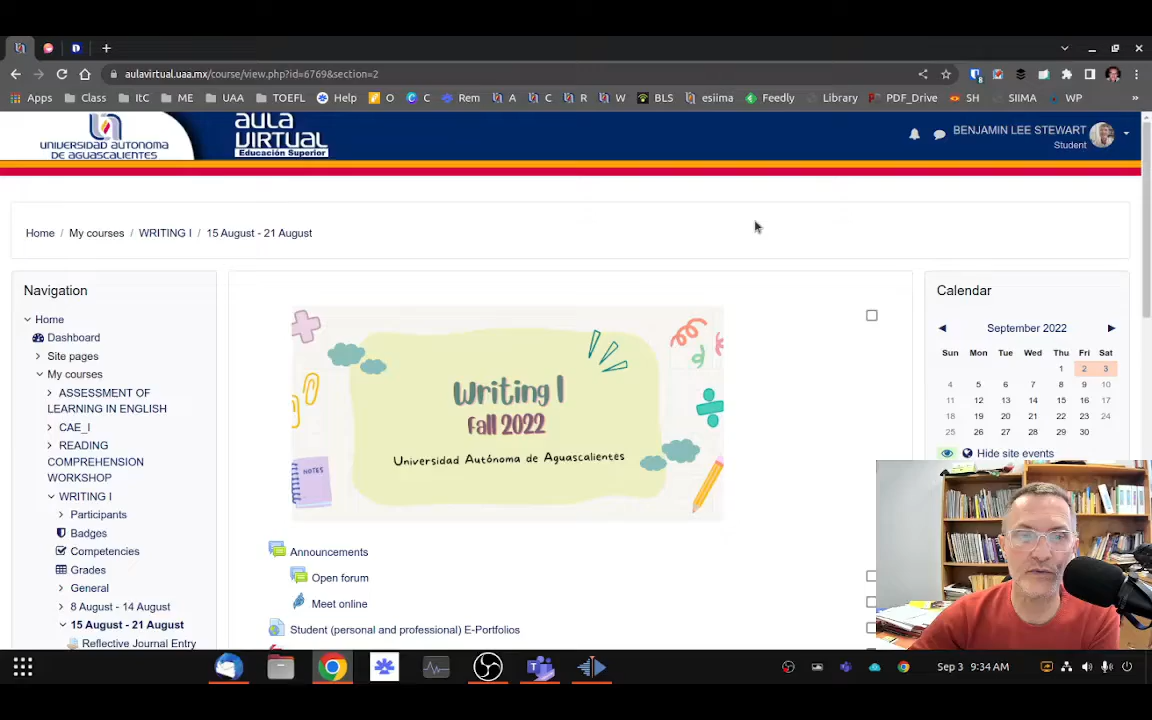 aulavirtual.uaa.mx/course/view.php?id=6769&section=2
Apps Class ItC ME UAA TOEFL Help O C Rem A C R W BLS esiima Feedly Library PDF_Drive SH SIIMA WP »
UNIVERSIDAD AUTONOMA
DE AGUASCALIENTES
AULA
VIRTUAL
Educación Superior
BENJAMIN LEE STEWART
Student
Home / My courses / WRITING I / 15 August - 21 August
Navigation
Home
Dashboard
Site pages
My courses
ASSESSMENT OF
LEARNING IN ENGLISH
CAE_I
READING
COMPREHENSION
WORKSHOP
WRITING I
Participants
Badges
Competencies
Grades
General
8 August - 14 August
15 August - 21 August
Reflective Journal Entry
NOTES
Writing I
Fall 2022
Universidad Autónoma de Aguascalientes
Announcements
Open forum
Meet online
Student (personal and professional) E-Portfolios
Calendar
◀ September 2022 ▶
Sun Mon Tue Wed Thu Fri Sat
1 2 3
4 5 6 7 8 9 10
11 12 13 14 15 16 17
18 19 20 21 22 23 24
25 26 27 28 29 30
Hide site events
Sep 3 9:34 AM